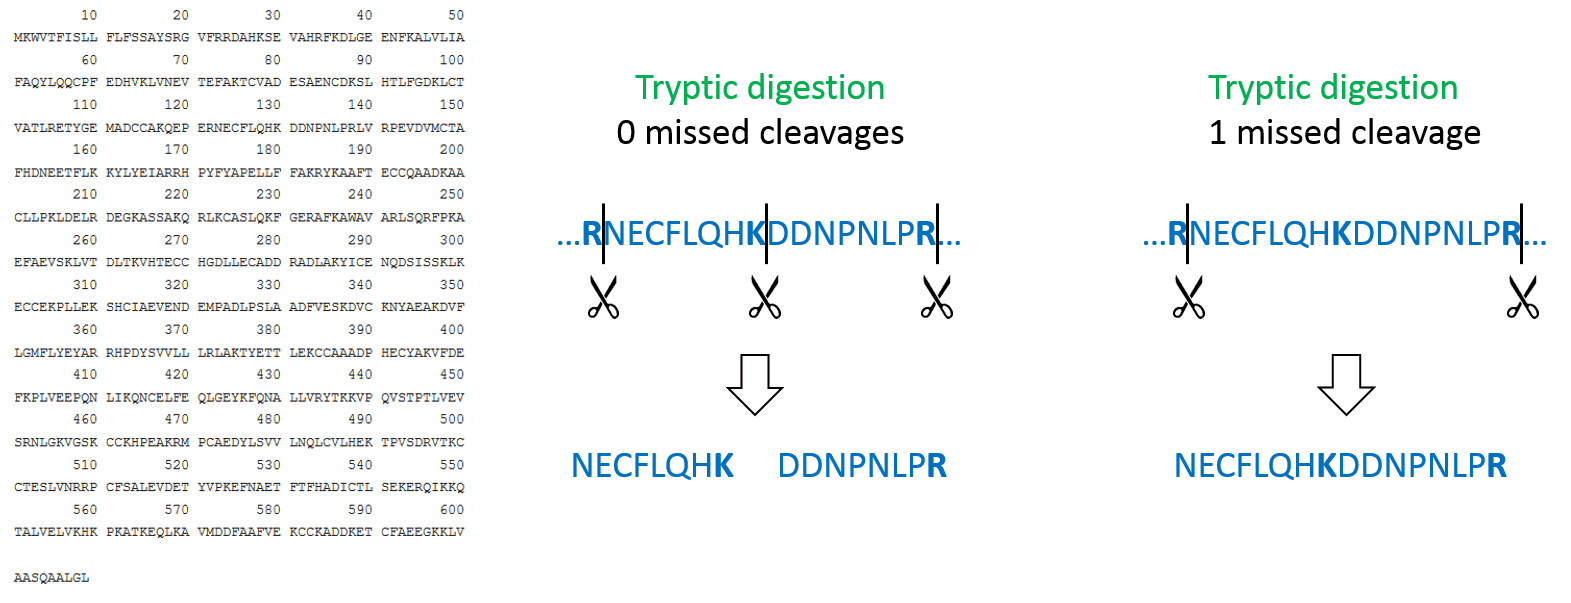 10 20 30 40 50
MKWVTFISLL FLFSSAYSRG VFRRDAHKSE VAHRFKDLGE ENFKALVLIA
60 70 80 90 100
FAQYLQQCPF EDHVKLVNEV TEFAKTCVAD ESAENCDKSL HTLFGDKLCT
110 120 130 140 150
VATLRETYGE MADCCAKQEP ERNECFLQHK DDNPNLPRLV RPEVDVMCTA
160 170 180 190 200
FHDNEETFLK KYLYEIARRH PYFYAPELLF FAKRYKAAFT ECCQAADKAA
210 220 230 240 250
CLLPKLDELR DEGKASSAKQ RLKCASLQKF GERAFKAWAV ARLSQRFPKA
260 270 280 290 300
EFAEVSKLVT DLTKVHTECC HGDLLECADD RADLAKYICE NQDSISSKLK
310 320 330 340 350
ECCEKPLLEK SHCIAEVEND EMPADLPSLA ADFVESKDVC KNYAEAKDVF
360 370 380 390 400
LGMFLYEYAR RHPDYSVVLL LRLAKTYETT LEKCCAAADP HECYAKVFDE
410 420 430 440 450
FKPLVEEPQN LIKQNCELFE QLGEYKFQNA LLVRYTKKVP QVSTPTLVEV
460 470 480 490 500
SRNLGKVGSK CCKHPEAKRM PCAEDYLSVV LNQLCVLHEK TPVSDRVTKC
510 520 530 540 550
CTESLVNRRP CFSALEVDET YVPKEFNAET FTFHADICTL SEKERQIKKQ
560 570 580 590 600
TALVELVKHK PKATKEQLKA VMDDFAAFVE KCCKADDKET CFAEEGKKLV
AASQAALGL
Tryptic digestion
0 missed cleavages
...RNECFLQHKDDNPNLPR...
NECFLQHK DDNPNLPR
Tryptic digestion
1 missed cleavage
...RNECFLQHKDDNPNLPR...
NECFLQHKDDNPNLPR